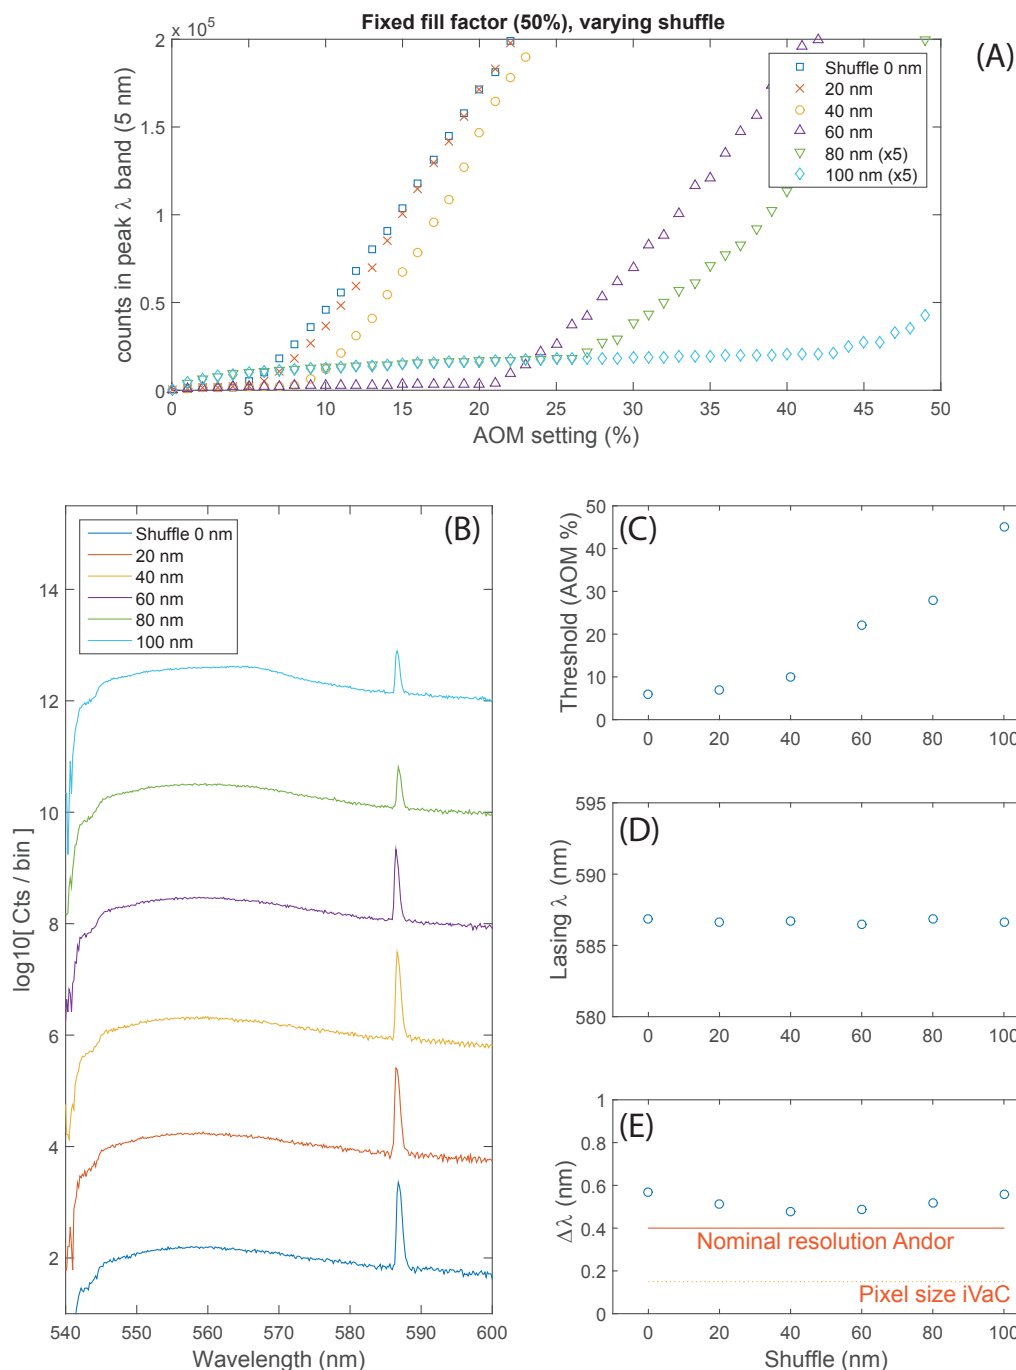 Fixed fill factor (50%), varying shuffle
× 10⁵
(A)
counts in peak λ band (5 nm)
2
1.5
1
0.5
0
0 5 10 15 20 25 30 35 40 45 50
AOM setting (%)
Shuffle 0 nm
20 nm
40 nm
60 nm
80 nm (x5)
100 nm (x5)
(B)
Shuffle 0 nm
20 nm
40 nm
60 nm
80 nm
100 nm
log10[ Cts / bin ]
14
12
10
8
6
4
2
540 550 560 570 580 590 600
Wavelength (nm)
(C)
Threshold (AOM %)
50
40
30
20
10
0
0 20 40 60 80 100
(D)
Lasing λ (nm)
595
590
585
580
0 20 40 60 80 100
(E)
Δλ (nm)
1
0.8
0.6
0.4
0.2
0
Nominal resolution Andor
Pixel size iVaC
0 20 40 60 80 100
Shuffle (nm)